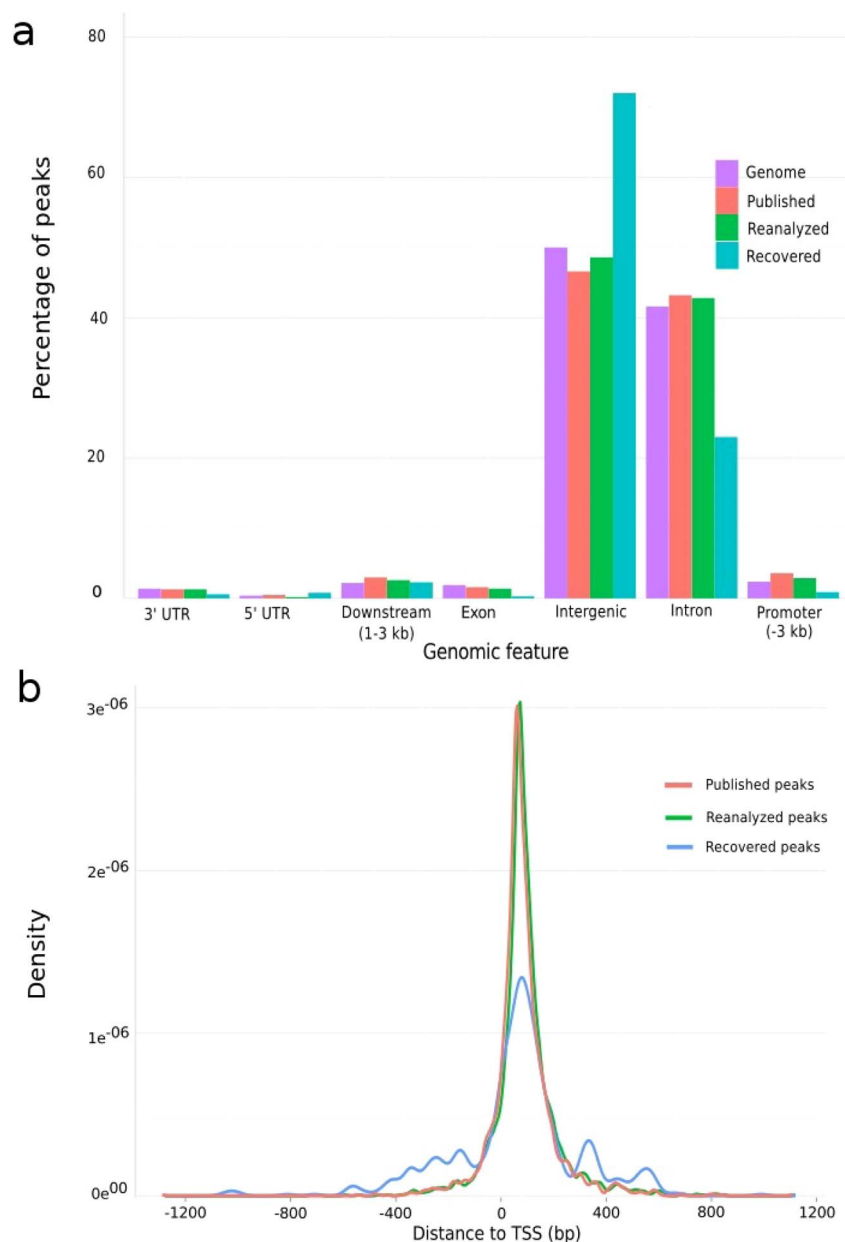 a
80
60
40
20
0
Percentage of peaks
Genome
Published
Reanalyzed
Recovered
3' UTR
5' UTR
Downstream
(1-3 kb)
Exon
Intergenic
Intron
Promoter
(-3 kb)
Genomic feature
b
3e-06
2e-06
1e-06
0e00
Density
Published peaks
Reanalyzed peaks
Recovered peaks
-1200
-800
-400
0
400
800
1200
Distance to TSS (bp)